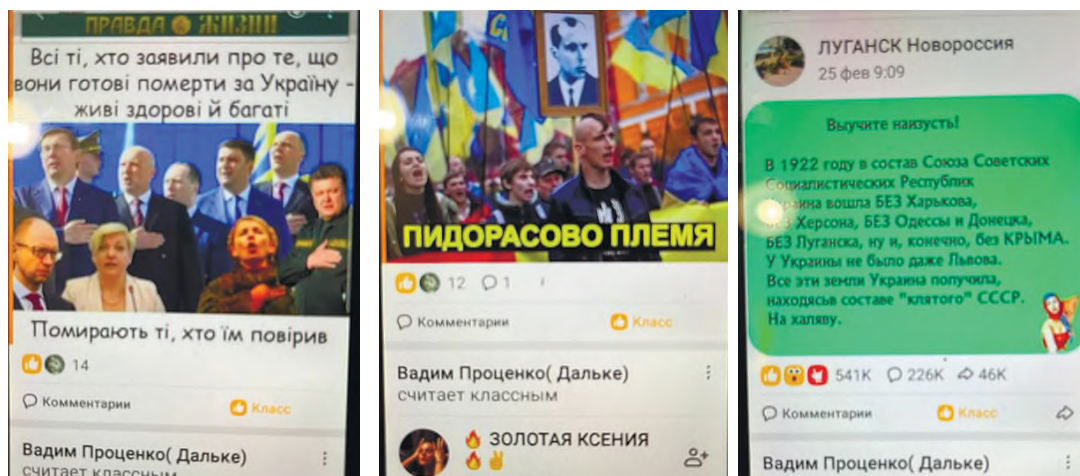 ПРАВДА ЖИЗНИ
Всі ті, хто заявили про те, що
вони готові померти за Україну -
живі здорові й багаті
Помирають ті, хто їм повірив
14
Комментарии
Класс
Вадим Проценко( Дальке)
считает классным
ПИДОРАСОВО ПЛЕМЯ
12 1
Комментарии
Класс
Вадим Проценко( Дальке)
считает классным
ЗОЛОТАЯ КСЕНИЯ
ЛУГАНСК Новороссия
25 фев 9:09
Выучите наизусть!
В 1922 году в состав Союза Советских
Социалистических Республик
Украина вошла БЕЗ Харькова,
БЕЗ Херсона, БЕЗ Одессы и Донецка,
БЕЗ Луганска, ну и, конечно, без КРЫМА.
У Украины не было даже Львова.
Все эти земли Украина получила,
находясьв составе "клятого" СССР.
На халяву.
541K 226K 46K
Комментарии
Класс
Вадим Проценко( Дальке)